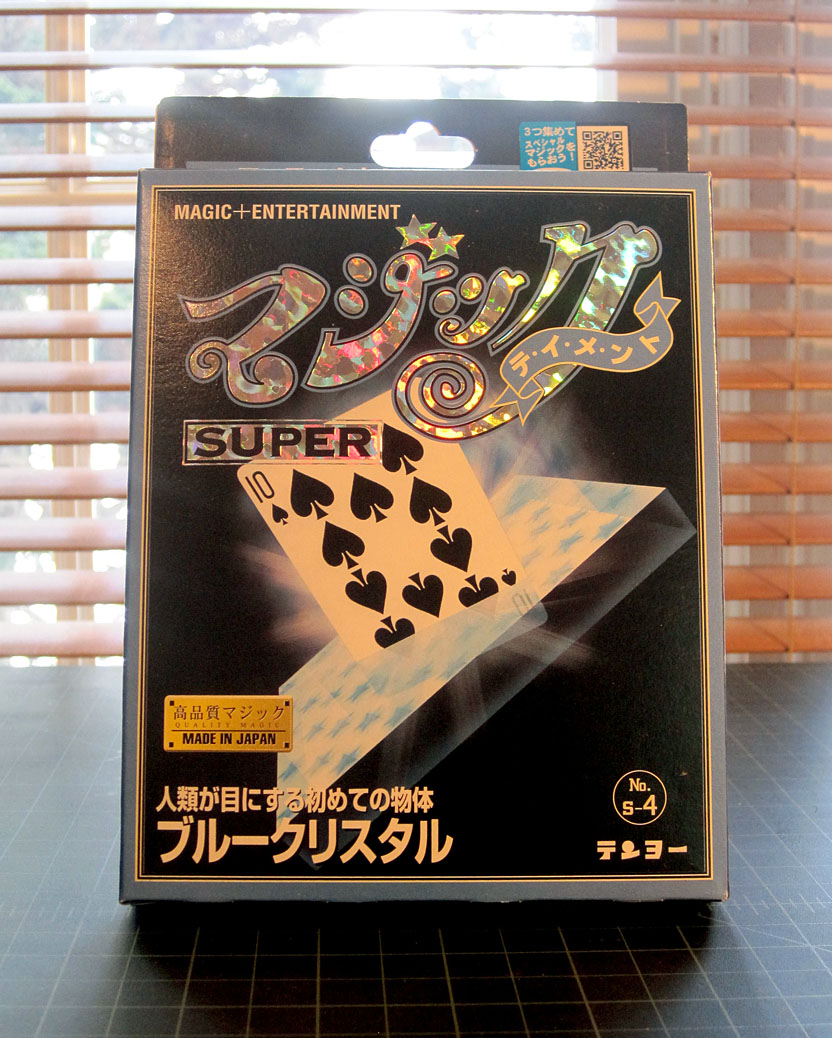 3つ集めて
スペシャル
マジックを
もらおう!
MAGIC+ENTERTAINMENT
マジック
テ・イ・メ・ン・ト
SUPER
10
10
高品質マジック
QUALITY MAGIC
MADE IN JAPAN
人類が目にする初めての物体
ブルークリスタル
No.
S-4
テンヨー